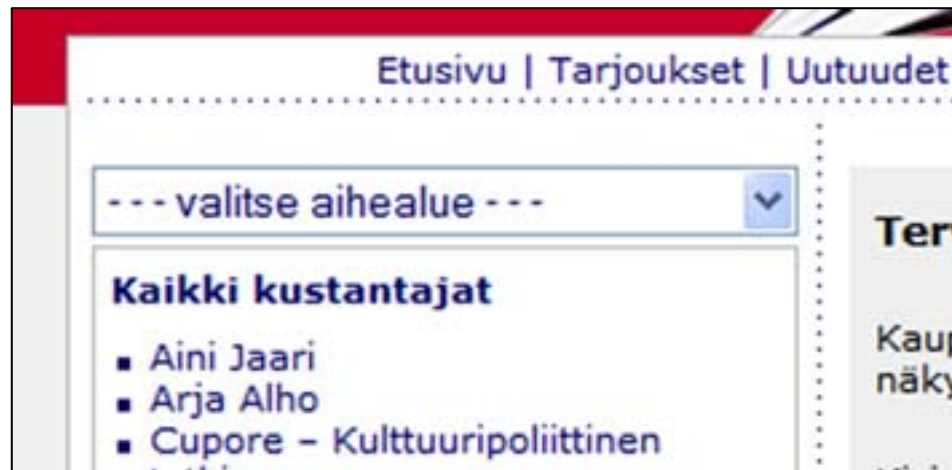 Etusivu | Tarjoukset | Uutuudet
--- valitse aihealue ---
Kaikki kustantajat
▪ Aini Jaari
▪ Arja Alho
▪ Cupore – Kulttuuripoliittinen